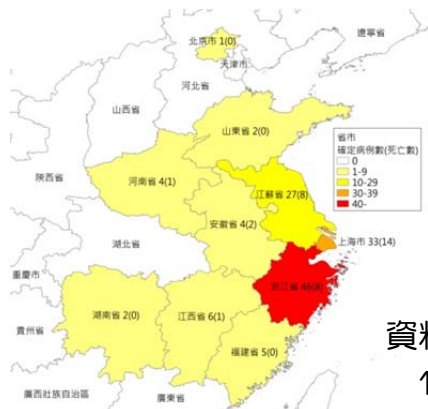 遼寧省
北京市 1(0)
天津市
河北省
山西省
山東省 2(0)
省市
確定病例數(死亡數)
0
1-9
10-29
30-39
40-
陝西省
河南省 4(1)
江蘇省 27(8)
安徽省 4(2)
上海市 33(14)
湖北省
重慶市
浙江省 46(8)
湖南省 2(0)
江西省 6(1)
貴州省
福建省 5(0)
資料
廣西壯族自治區
廣東省